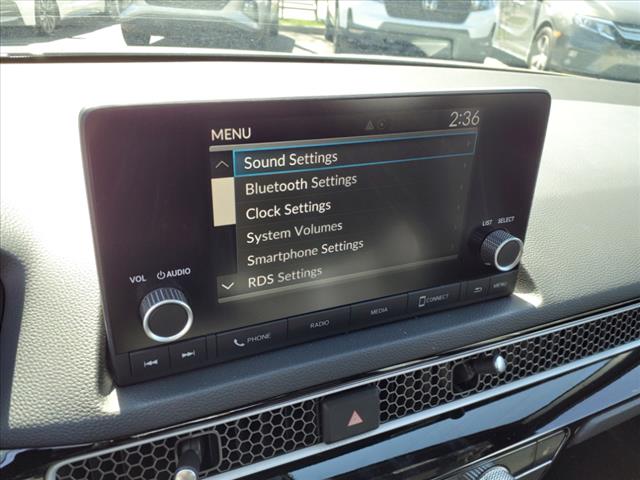 MENU
2:36
Sound Settings
Bluetooth Settings
Clock Settings
System Volumes
Smartphone Settings
RDS Settings
LIST SELECT
VOL AUDIO
PHONE
RADIO
MEDIA
CONNECT
MENU